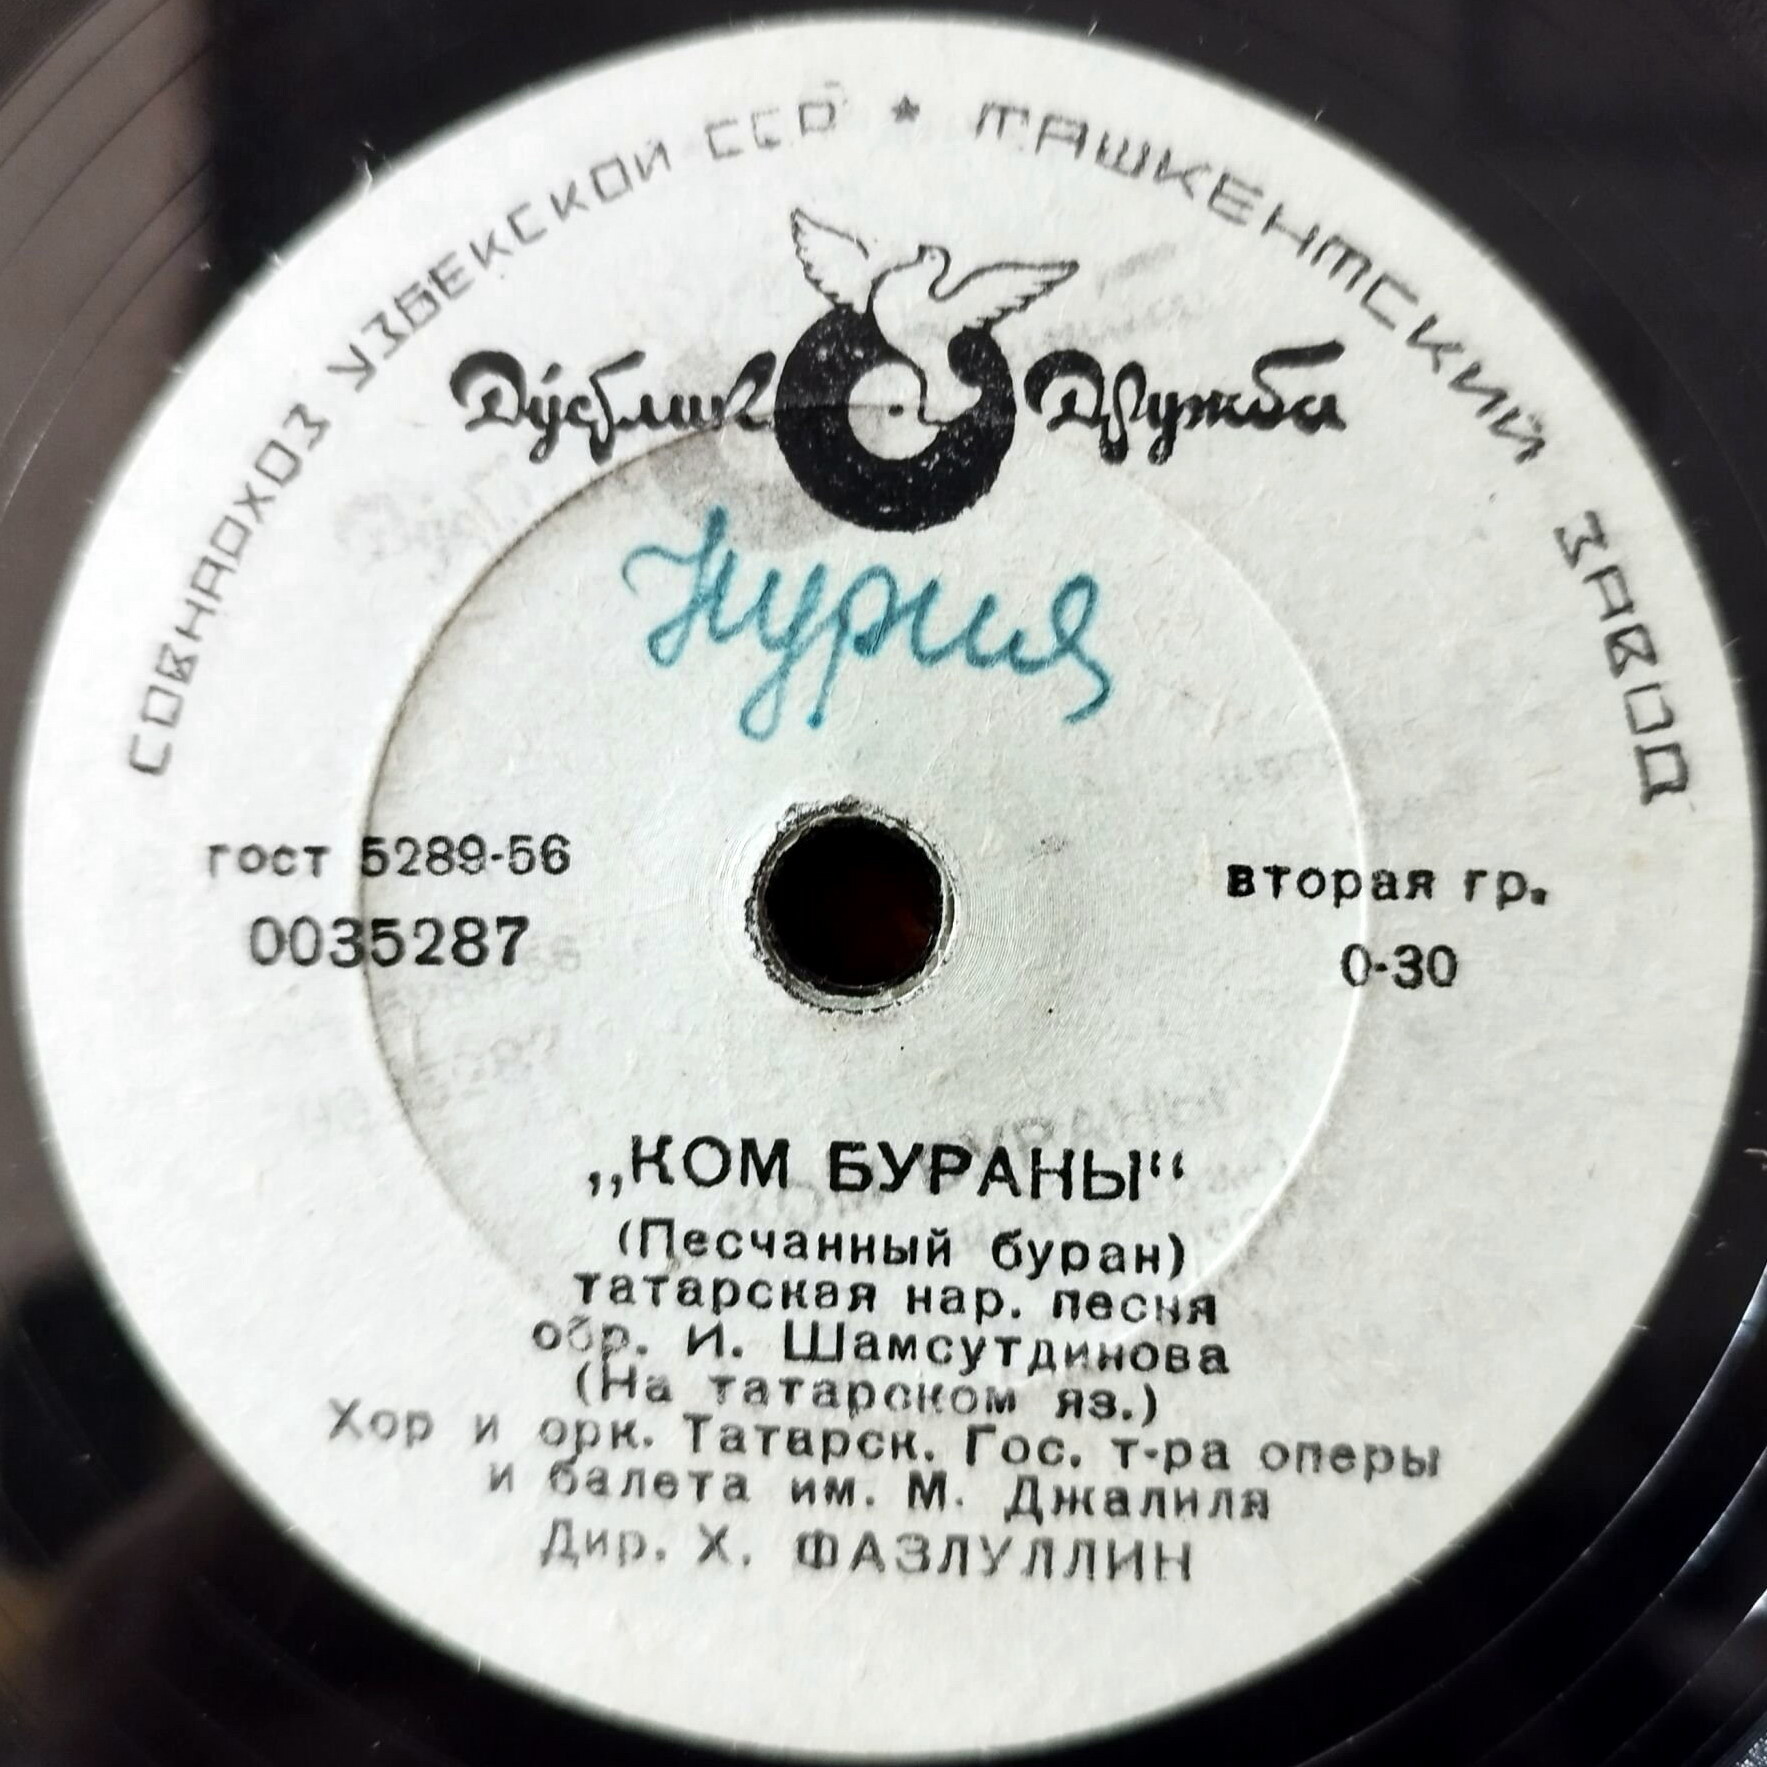 СОВНАРХОЗ УЗБЕКСКОЙ ССР ★ ТАШКЕНТСКИЙ ЗАВОД
Дуслик Дружба
Нурия
гост 5289-56
вторая гр.
0035287
0-30
„КОМ БУРАНЫ“
(Песчанный буран)
татарская нар. песня
обр. И. Шамсутдинова
(На татарском яз.)
Хор и орк. Татарск. Гос. т-ра оперы
и балета им. М. Джалиля
Дир. Х. ФАЗЛУЛЛИН